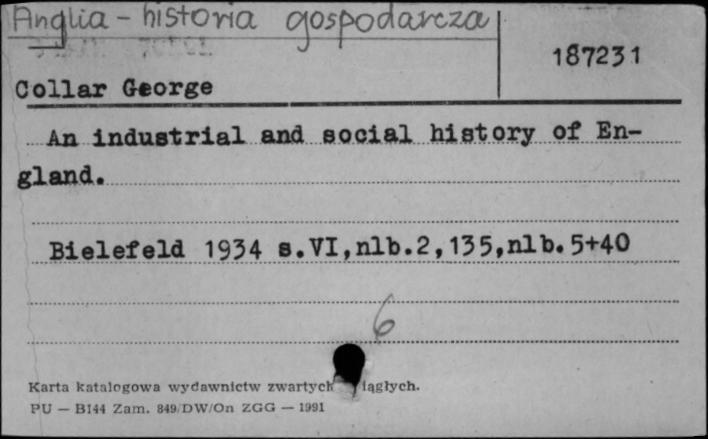 Anglia - historia gospodarcza
187231
Collar George
An industrial and social history of En-
gland.
Bielefeld 1934 s.VI,nlb.2,135,nlb.5+40
6
Karta katalogowa wydawnictw zwartych iągłych.
PU — B144 Zam. 849/DW/On ZGG — 1991